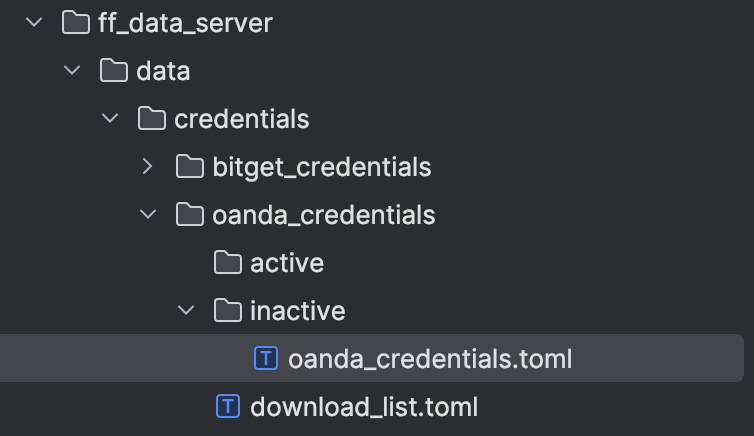 ff_data_server
data
credentials
bitget_credentials
oanda_credentials
active
inactive
T oanda_credentials.toml
T download_list.toml